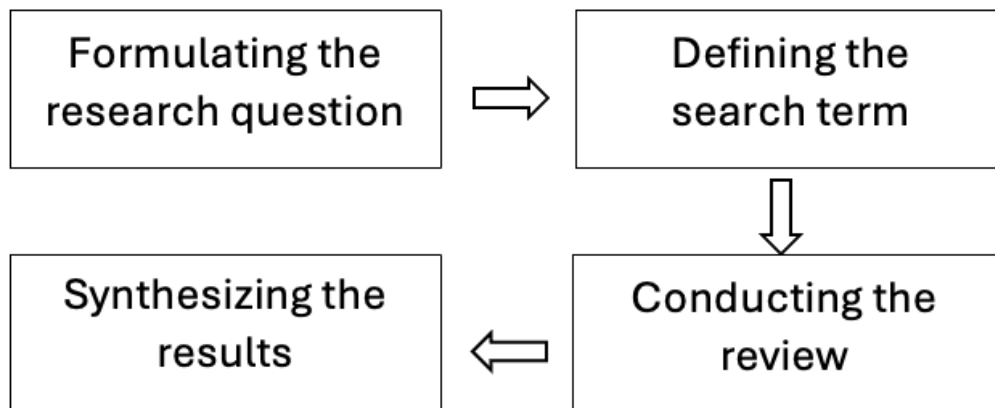 Formulating the
research question
Defining the
search term
Conducting the
review
Synthesizing the
results